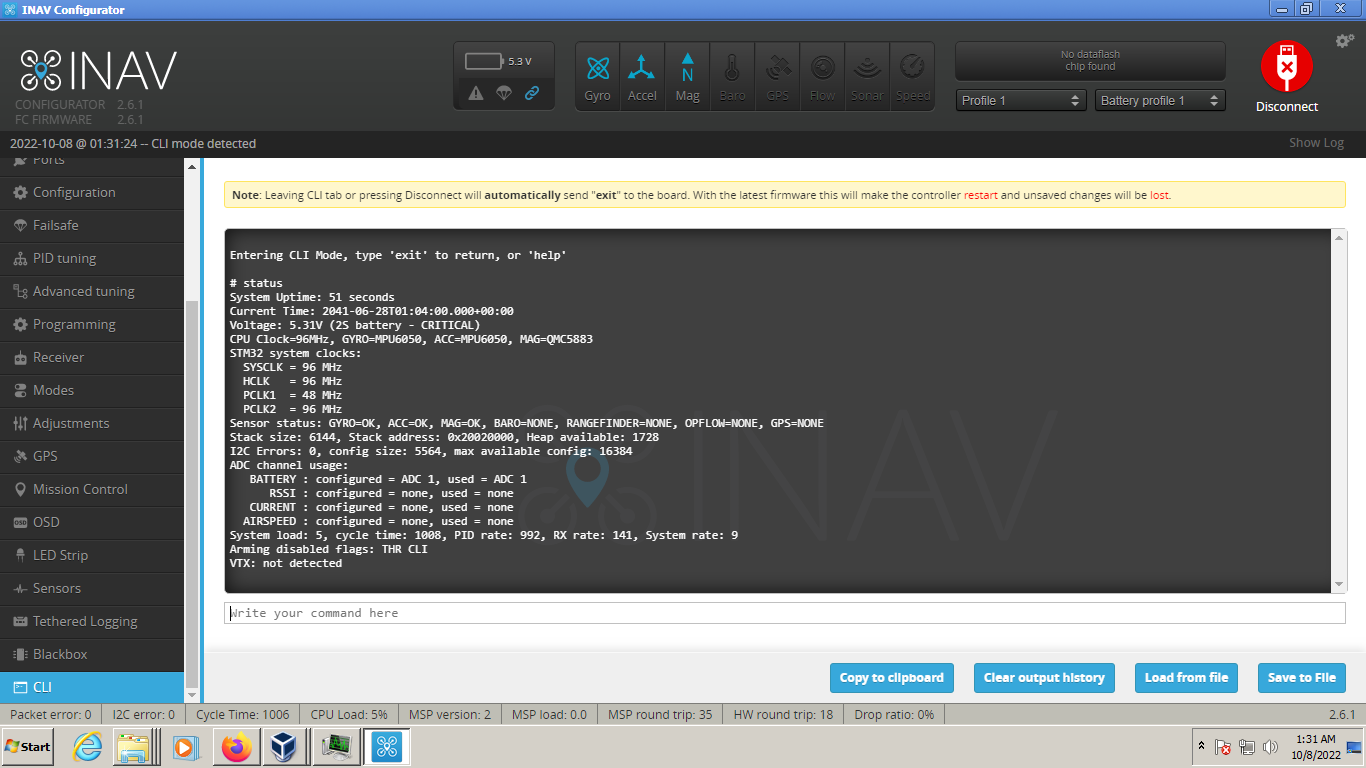 INAV Configurator
INAV
CONFIGURATOR 2.6.1
FC FIRMWARE 2.6.1
5.3 V
Gyro Accel Mag Baro GPS Flow Sonar Speed
No dataflash
chip found
Profile 1 Battery profile 1
Disconnect
2022-10-08 @ 01:31:24 -- CLI mode detected
Show Log
Ports
Configuration
Failsafe
PID tuning
Advanced tuning
Programming
Receiver
Modes
Adjustments
GPS
Mission Control
OSD
LED Strip
Sensors
Tethered Logging
Blackbox
CLI
Note: Leaving CLI tab or pressing Disconnect will automatically send "exit" to the board. With the latest firmware this will make the controller restart and unsaved changes will be lost.
Entering CLI Mode, type 'exit' to return, or 'help'
# status
System Uptime: 51 seconds
Current Time: 2041-06-28T01:04:00.000+00:00
Voltage: 5.31V (2S battery - CRITICAL)
CPU Clock=96MHz, GYRO=MPU6050, ACC=MPU6050, MAG=QMC5883
STM32 system clocks:
SYSCLK = 96 MHz
HCLK = 96 MHz
PCLK1 = 48 MHz
PCLK2 = 96 MHz
Sensor status: GYRO=OK, ACC=OK, MAG=OK, BARO=NONE, RANGEFINDER=NONE, OPFLOW=NONE, GPS=NONE
Stack size: 6144, Stack address: 0x20020000, Heap available: 1728
I2C Errors: 0, config size: 5564, max available config: 16384
ADC channel usage:
BATTERY : configured = ADC 1, used = ADC 1
RSSI : configured = none, used = none
CURRENT : configured = none, used = none
AIRSPEED : configured = none, used = none
System load: 5, cycle time: 1008, PID rate: 992, RX rate: 141, System rate: 9
Arming disabled flags: THR CLI
VTX: not detected
INAV
Write your command here
Copy to clipboard Clear output history Load from file Save to File
Packet error: 0 I2C error: 0 Cycle Time: 1006 CPU Load: 5% MSP version: 2 MSP load: 0.0 MSP round trip: 35 HW round trip: 18 Drop ratio: 0% 2.6.1
Start
1:31 AM
10/8/2022